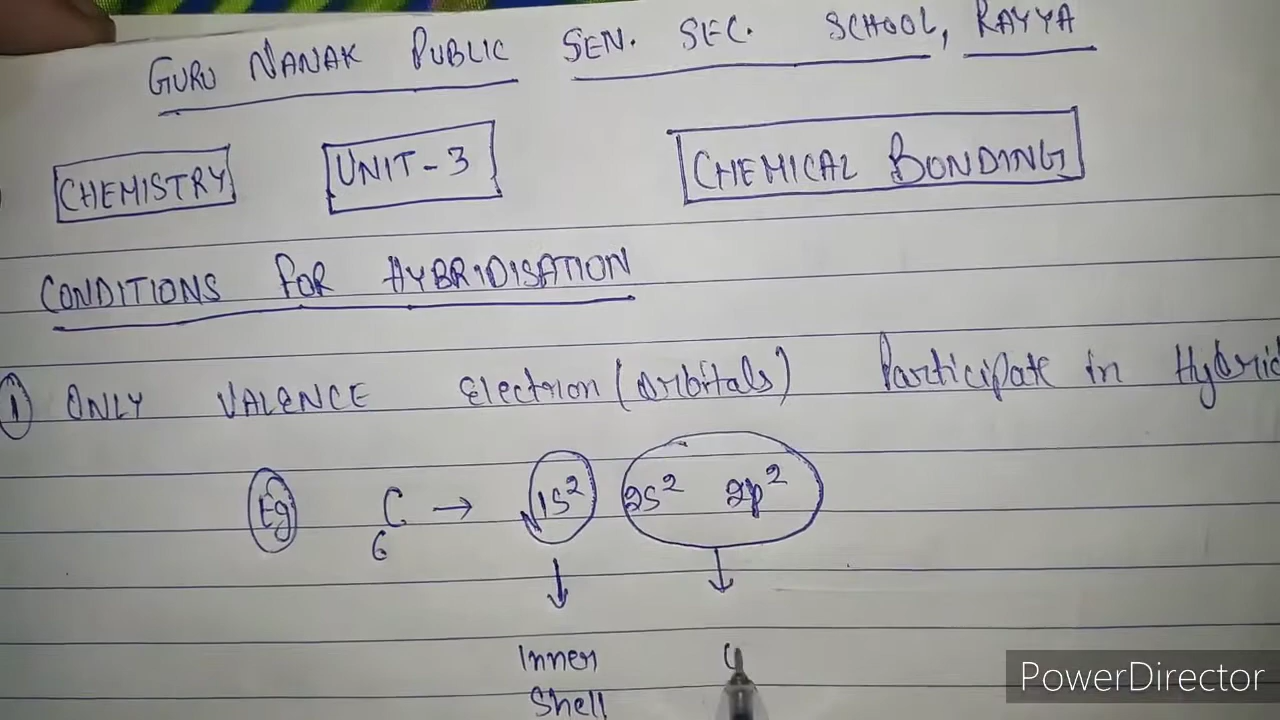 GURU NANAK PUBLIC SEN. SEC. SCHOOL, RAYYA
CHEMISTRY UNIT-3 CHEMICAL BONDING
CONDITIONS FOR HYBRIDISATION
① ONLY VALENCE Electron (orbitals) Participate in Hybrid
Eg C → 1s² 2s² 2p²
6
↓ ↓
Inner
Shell
PowerDirector